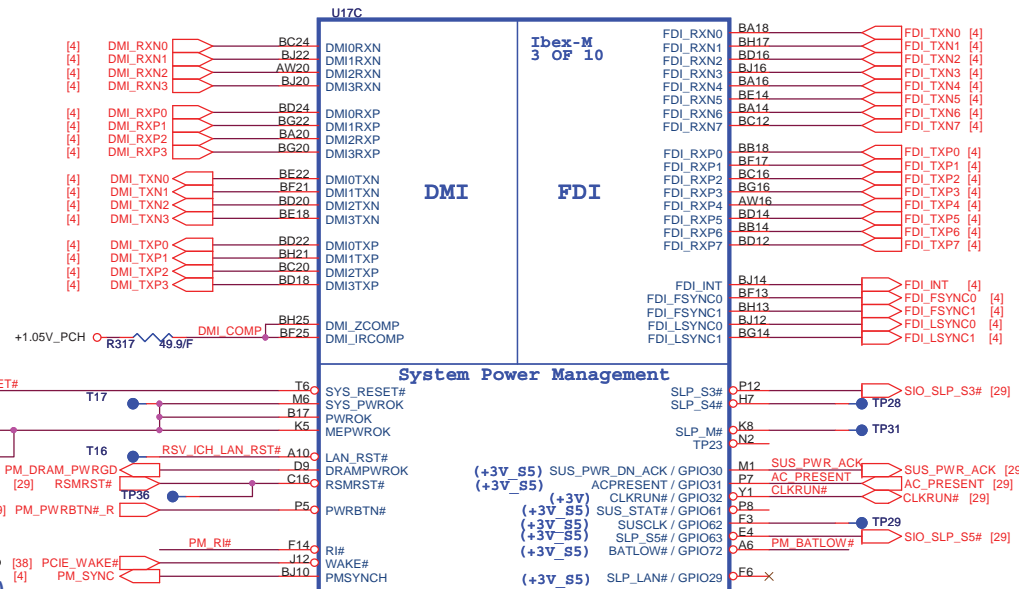 U17C
Ibex-M
3 OF 10
DMI
FDI
[4] DMI_RXN0 BC24 DMI0RXN
[4] DMI_RXN1 BJ22 DMI1RXN
[4] DMI_RXN2 AW20 DMI2RXN
[4] DMI_RXN3 BJ20 DMI3RXN
[4] DMI_RXP0 BD24 DMI0RXP
[4] DMI_RXP1 BG22 DMI1RXP
[4] DMI_RXP2 BA20 DMI2RXP
[4] DMI_RXP3 BG20 DMI3RXP
[4] DMI_TXN0 BE22 DMI0TXN
[4] DMI_TXN1 BF21 DMI1TXN
[4] DMI_TXN2 BD20 DMI2TXN
[4] DMI_TXN3 BE18 DMI3TXN
[4] DMI_TXP0 BD22 DMI0TXP
[4] DMI_TXP1 BH21 DMI1TXP
[4] DMI_TXP2 BC20 DMI2TXP
[4] DMI_TXP3 BD18 DMI3TXP
BH25 DMI_ZCOMP
+1.05V_PCH R317 49.9/F DMI_COMP BF25 DMI_IRCOMP
FDI_RXN0 BA18 FDI_TXN0 [4]
FDI_RXN1 BH17 FDI_TXN1 [4]
FDI_RXN2 BD16 FDI_TXN2 [4]
FDI_RXN3 BJ16 FDI_TXN3 [4]
FDI_RXN4 BA16 FDI_TXN4 [4]
FDI_RXN5 BE14 FDI_TXN5 [4]
FDI_RXN6 BA14 FDI_TXN6 [4]
FDI_RXN7 BC12 FDI_TXN7 [4]
FDI_RXP0 BB18 FDI_TXP0 [4]
FDI_RXP1 BF17 FDI_TXP1 [4]
FDI_RXP2 BC16 FDI_TXP2 [4]
FDI_RXP3 BG16 FDI_TXP3 [4]
FDI_RXP4 AW16 FDI_TXP4 [4]
FDI_RXP5 BD14 FDI_TXP5 [4]
FDI_RXP6 BB14 FDI_TXP6 [4]
FDI_RXP7 BD12 FDI_TXP7 [4]
FDI_INT BJ14 FDI_INT [4]
FDI_FSYNC0 BF13 FDI_FSYNC0 [4]
FDI_FSYNC1 BH13 FDI_FSYNC1 [4]
FDI_LSYNC0 BJ12 FDI_LSYNC0 [4]
FDI_LSYNC1 BG14 FDI_LSYNC1 [4]
System Power Management
ET# T6 SYS_RESET#
T17 M6 SYS_PWROK
B17 PWROK
K5 MEPWROK
T16 RSV_ICH_LAN_RST# A10 LAN_RST#
PM_DRAM_PWRGD D9 DRAMPWROK
[29] RSMRST# C16 RSMRST#
TP36
9] PM_PWRBTN#_R P5 PWRBTN#
PM_RI# F14 RI#
[38] PCIE_WAKE# J12 WAKE#
[4] PM_SYNC BJ10 PMSYNCH
SLP_S3# P12 SIO_SLP_S3# [29]
SLP_S4# H7 TP28
SLP_M# K8 TP31
TP23 N2
(+3V_S5) SUS_PWR_DN_ACK / GPIO30 M1 SUS_PWR_ACK SUS_PWR_ACK [29
(+3V_S5) ACPRESENT / GPIO31 P7 AC_PRESENT AC_PRESENT [29]
(+3V) CLKRUN# / GPIO32 Y1 CLKRUN# CLKRUN# [29]
(+3V_S5) SUS_STAT# / GPIO61 P8
(+3V_S5) SUSCLK / GPIO62 F3 TP29
(+3V_S5) SLP_S5# / GPIO63 E4 SIO_SLP_S5# [29]
(+3V_S5) BATLOW# / GPIO72 A6 PM_BATLOW#
(+3V_S5) SLP_LAN# / GPIO29 F6